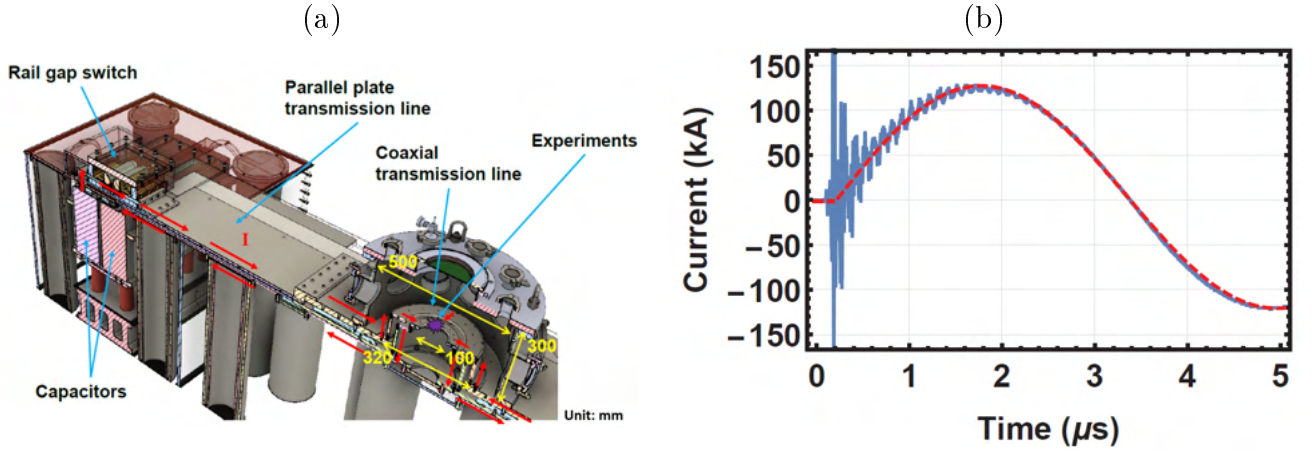 (a)
Rail gap switch
Parallel plate
transmission line
Experiments
Coaxial
transmission line
I
500
300
320
160
Capacitors
Unit: mm
(b)
Current (kA)
150
100
50
0
−50
−100
−150
0 1 2 3 4 5
Time (μs)